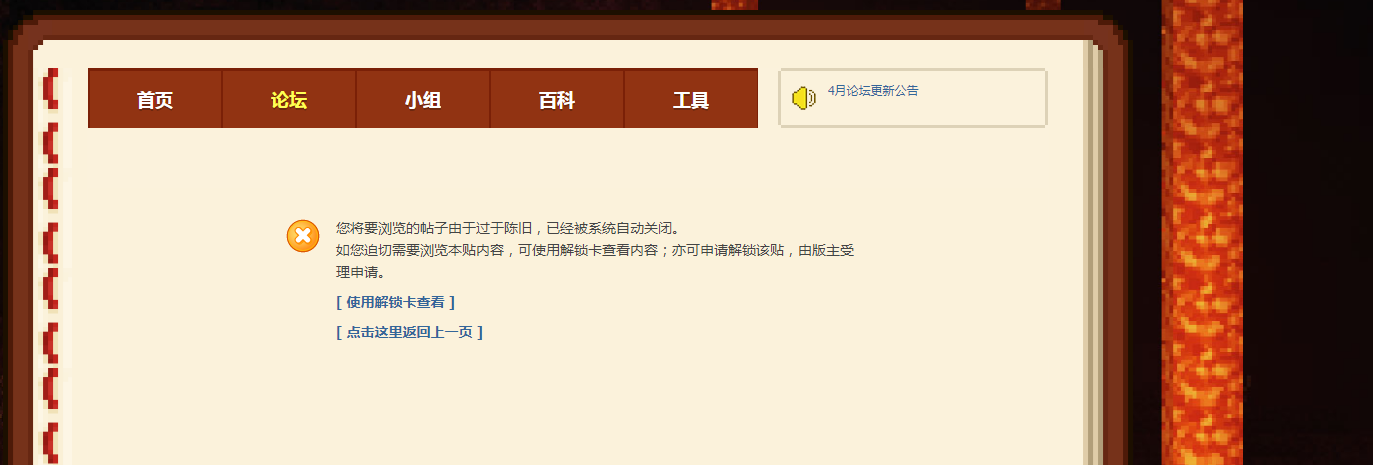 首页
论坛
小组
百科
工具
4月论坛更新公告
您将要浏览的帖子由于过于陈旧，已经被系统自动关闭。
如您迫切需要浏览本贴内容，可使用解锁卡查看内容；亦可申请解锁该贴，由版主受
理申请。
[ 使用解锁卡查看 ]
[ 点击这里返回上一页 ]